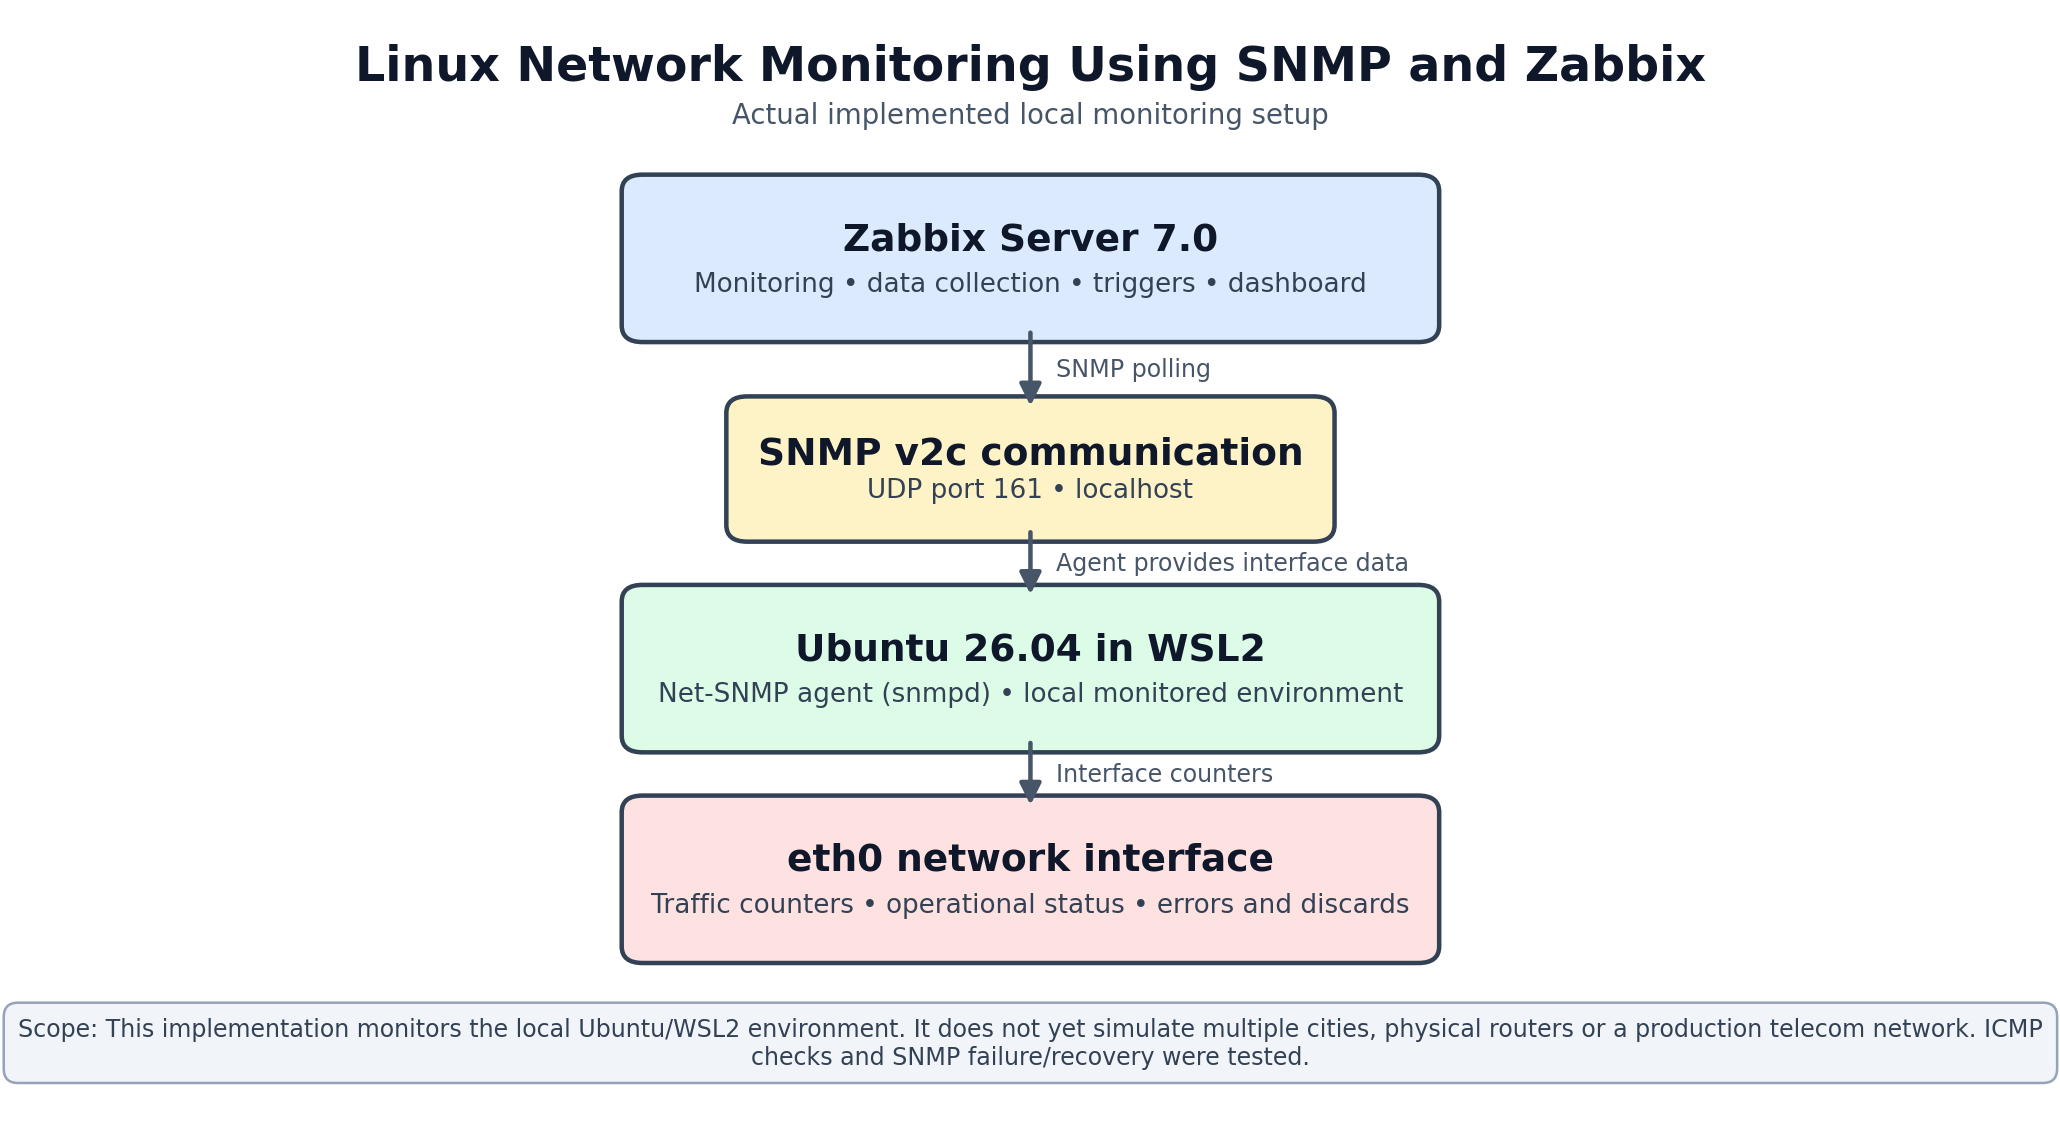 Linux Network Monitoring Using SNMP and Zabbix
Actual implemented local monitoring setup
Zabbix Server 7.0
Monitoring • data collection • triggers • dashboard
SNMP polling
SNMP v2c communication
UDP port 161 • localhost
Agent provides interface data
Ubuntu 26.04 in WSL2
Net-SNMP agent (snmpd) • local monitored environment
Interface counters
eth0 network interface
Traffic counters • operational status • errors and discards
Scope: This implementation monitors the local Ubuntu/WSL2 environment. It does not yet simulate multiple cities, physical routers or a production telecom network. ICMP
checks and SNMP failure/recovery were tested.